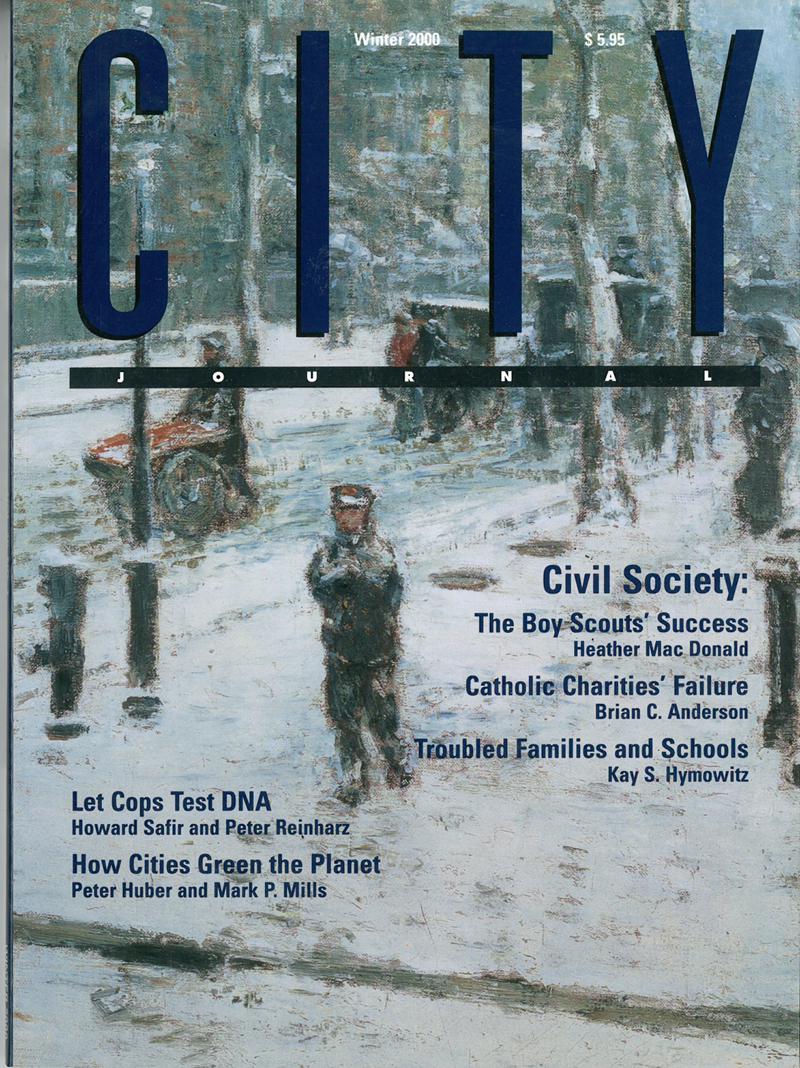 Winter 2000 $ 5.95
CITY
JOURNAL
Civil Society:
The Boy Scouts' Success
Heather Mac Donald
Catholic Charities' Failure
Brian C. Anderson
Troubled Families and Schools
Kay S. Hymowitz
Let Cops Test DNA
Howard Safir and Peter Reinharz
How Cities Green the Planet
Peter Huber and Mark P. Mills